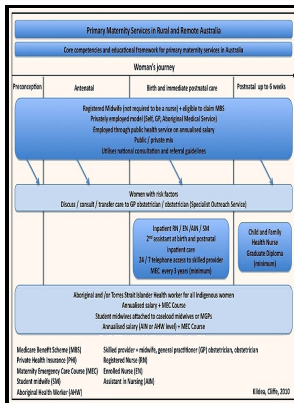 Primary Maternity Services in Rural and Remote Australia
Core competencies and educational framework for primary maternity services in Australia
Woman's journey
Preconception
Antenatal
Birth and immediate postnatal care
Postnatal up to 6 weeks
Registered Midwife (not required to be a nurse) + eligible to claim MBS
Privately employed model (Self, GP, Aboriginal Medical Service)
Employed through public health service on annualised salary
Public / private mix
Utilises national consultation and referral guidelines
Women with risk factors
Discuss / consult / transfer care to GP obstetrician / obstetrician (Specialist Outreach Service)
Inpatient RN / EN /AIN / SM
2nd assistant at birth and postnatal
inpatient care
24 / 7 telephone access to skilled provider
MEC every 3 years (minimum)
Child and Family
Health Nurse
Graduate Diploma
(minimum)
Aboriginal and /or Torres Strait Islander Health worker for all Indigenous women
Annualised salary + MEC Course
Student midwives attached to caseload midwives or MGPs
Annualised salary (AIN or AHW level) + MEC Course
Medicare Benefit Scheme (MBS)
Private Health Insurance (PHI)
Maternity Emergency Care Course (MEC)
Student midwife (SM)
Aboriginal Health Worker (AHW)
Skilled provider = midwife, general practitioner (GP) obstetrician, obstetrician
Registered Nurse (RN)
Enrolled Nurse (EN)
Assistant in Nursing (AIN)
Kildea, Cliffe, 2010